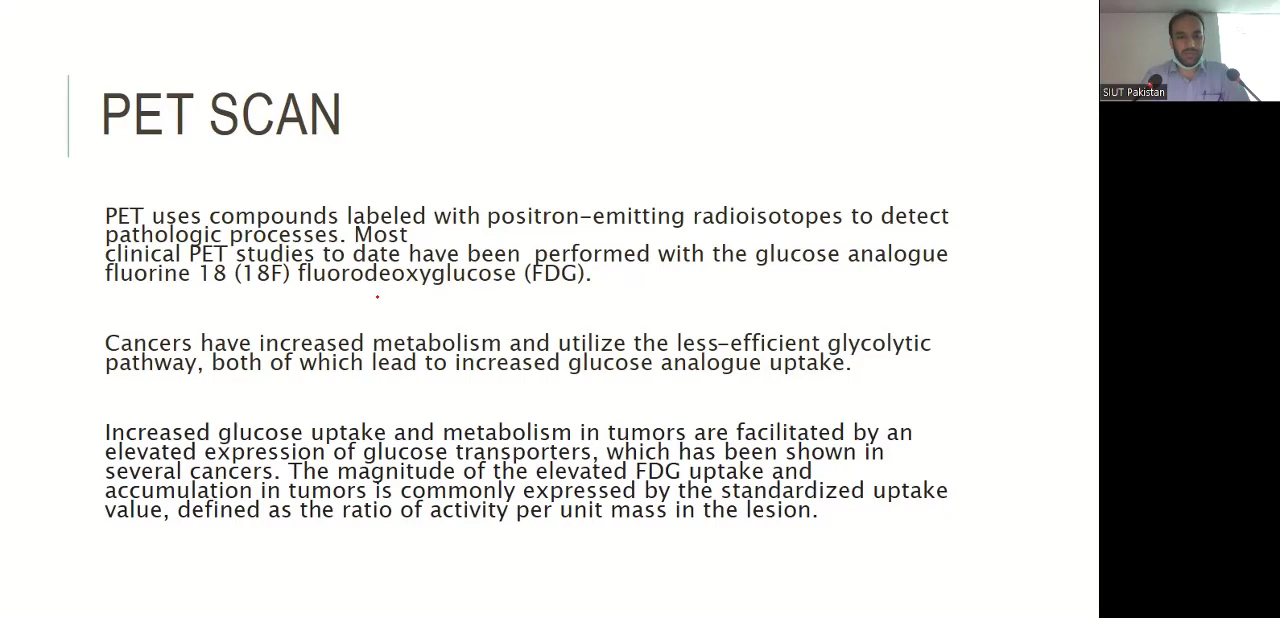 PET SCAN
SIUT Pakistan
PET uses compounds labeled with positron-emitting radioisotopes to detect
pathologic processes. Most
clinical PET studies to date have been performed with the glucose analogue
fluorine 18 (18F) fluorodeoxyglucose (FDG).
Cancers have increased metabolism and utilize the less-efficient glycolytic
pathway, both of which lead to increased glucose analogue uptake.
Increased glucose uptake and metabolism in tumors are facilitated by an
elevated expression of glucose transporters, which has been shown in
several cancers. The magnitude of the elevated FDG uptake and
accumulation in tumors is commonly expressed by the standardized uptake
value, defined as the ratio of activity per unit mass in the lesion.